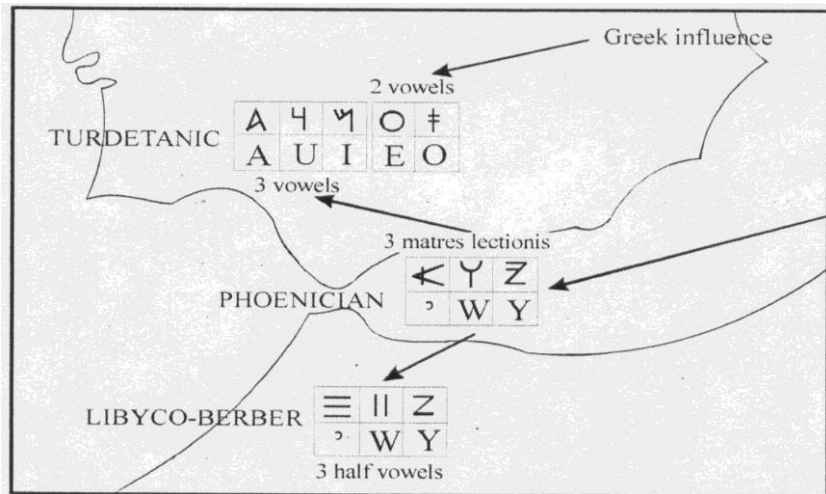 Greek influence
2 vowels
TURDETANIC
A U I E O
3 vowels
3 matres lectionis
PHOENICIAN
ʾ W Y
LIBYCO-BERBER
ʾ W Y
3 half vowels